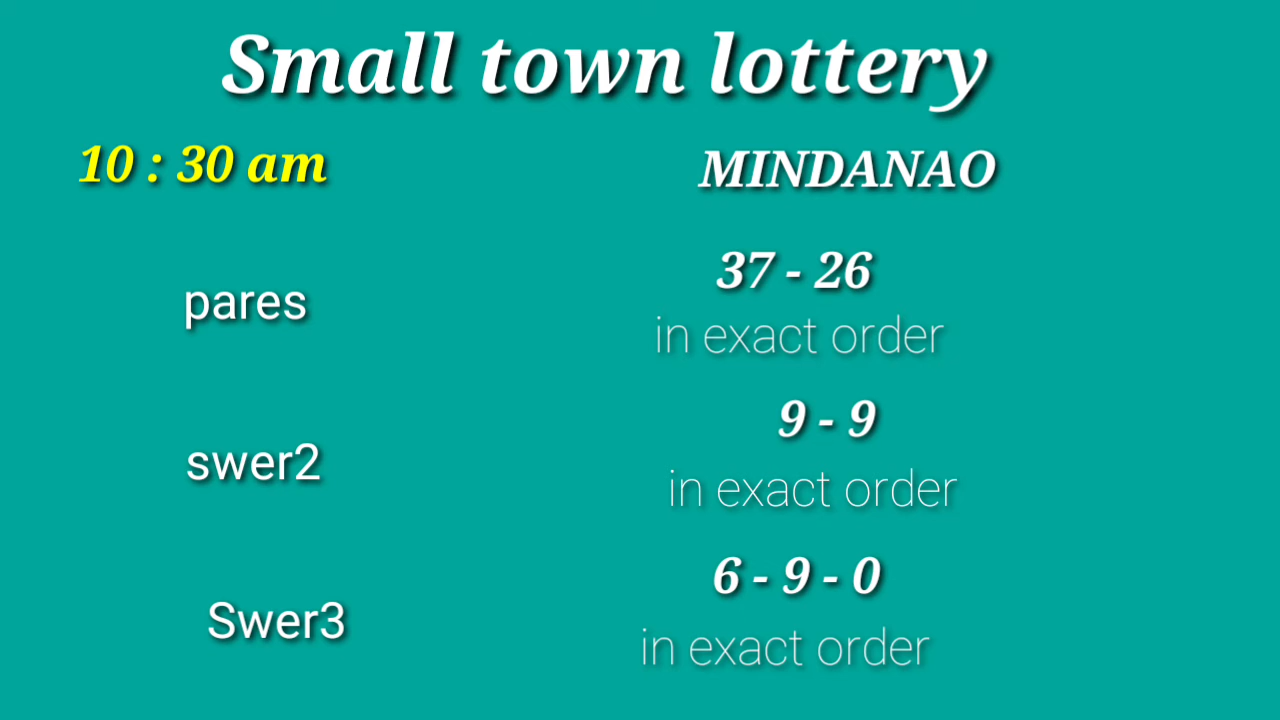 Small town lottery
10 : 30 am
MINDANAO
pares
37 - 26
in exact order
swer2
9 - 9
in exact order
Swer3
6 - 9 - 0
in exact order